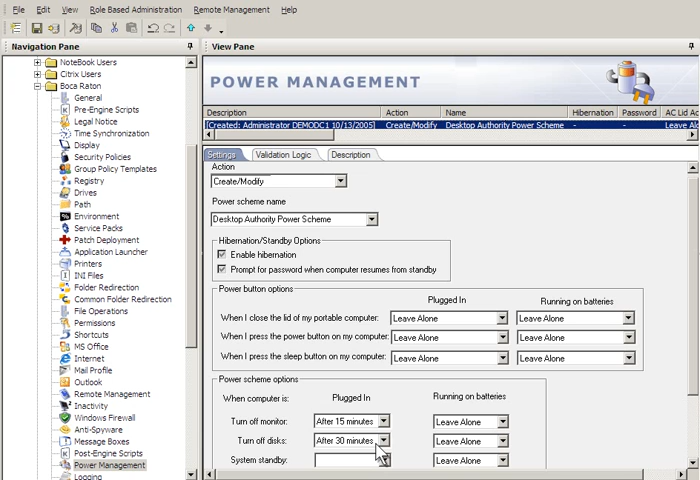 File Edit View Role Based Administration Remote Management Help
Navigation Pane
NoteBook Users
Citrix Users
Boca Raton
General
Pre-Engine Scripts
Legal Notice
Time Synchronization
Display
Security Policies
Group Policy Templates
Registry
Drives
Path
Environment
Service Packs
Patch Deployment
Application Launcher
Printers
INI Files
Folder Redirection
Common Folder Redirection
File Operations
Permissions
Shortcuts
MS Office
Internet
Mail Profile
Outlook
Remote Management
Inactivity
Windows Firewall
Anti-Spyware
Message Boxes
Post-Engine Scripts
Power Management
Logging
View Pane
POWER MANAGEMENT
Description Action Name Hibernation Password AC Lid Ac
[Created: Administrator DEMODC1 10/13/2005] Create/Modify Desktop Authority Power Scheme - - Leave Alo
Settings Validation Logic Description
Action
Create/Modify
Power scheme name
Desktop Authority Power Scheme
Hibernation/Standby Options
Enable hibernation
Prompt for password when computer resumes from standby
Power button options
Plugged In Running on batteries
When I close the lid of my portable computer: Leave Alone Leave Alone
When I press the power button on my computer: Leave Alone Leave Alone
When I press the sleep button on my computer: Leave Alone Leave Alone
Power scheme options
When computer is: Plugged In Running on batteries
Turn off monitor: After 15 minutes Leave Alone
Turn off disks: After 30 minutes Leave Alone
System standby: Leave Alone